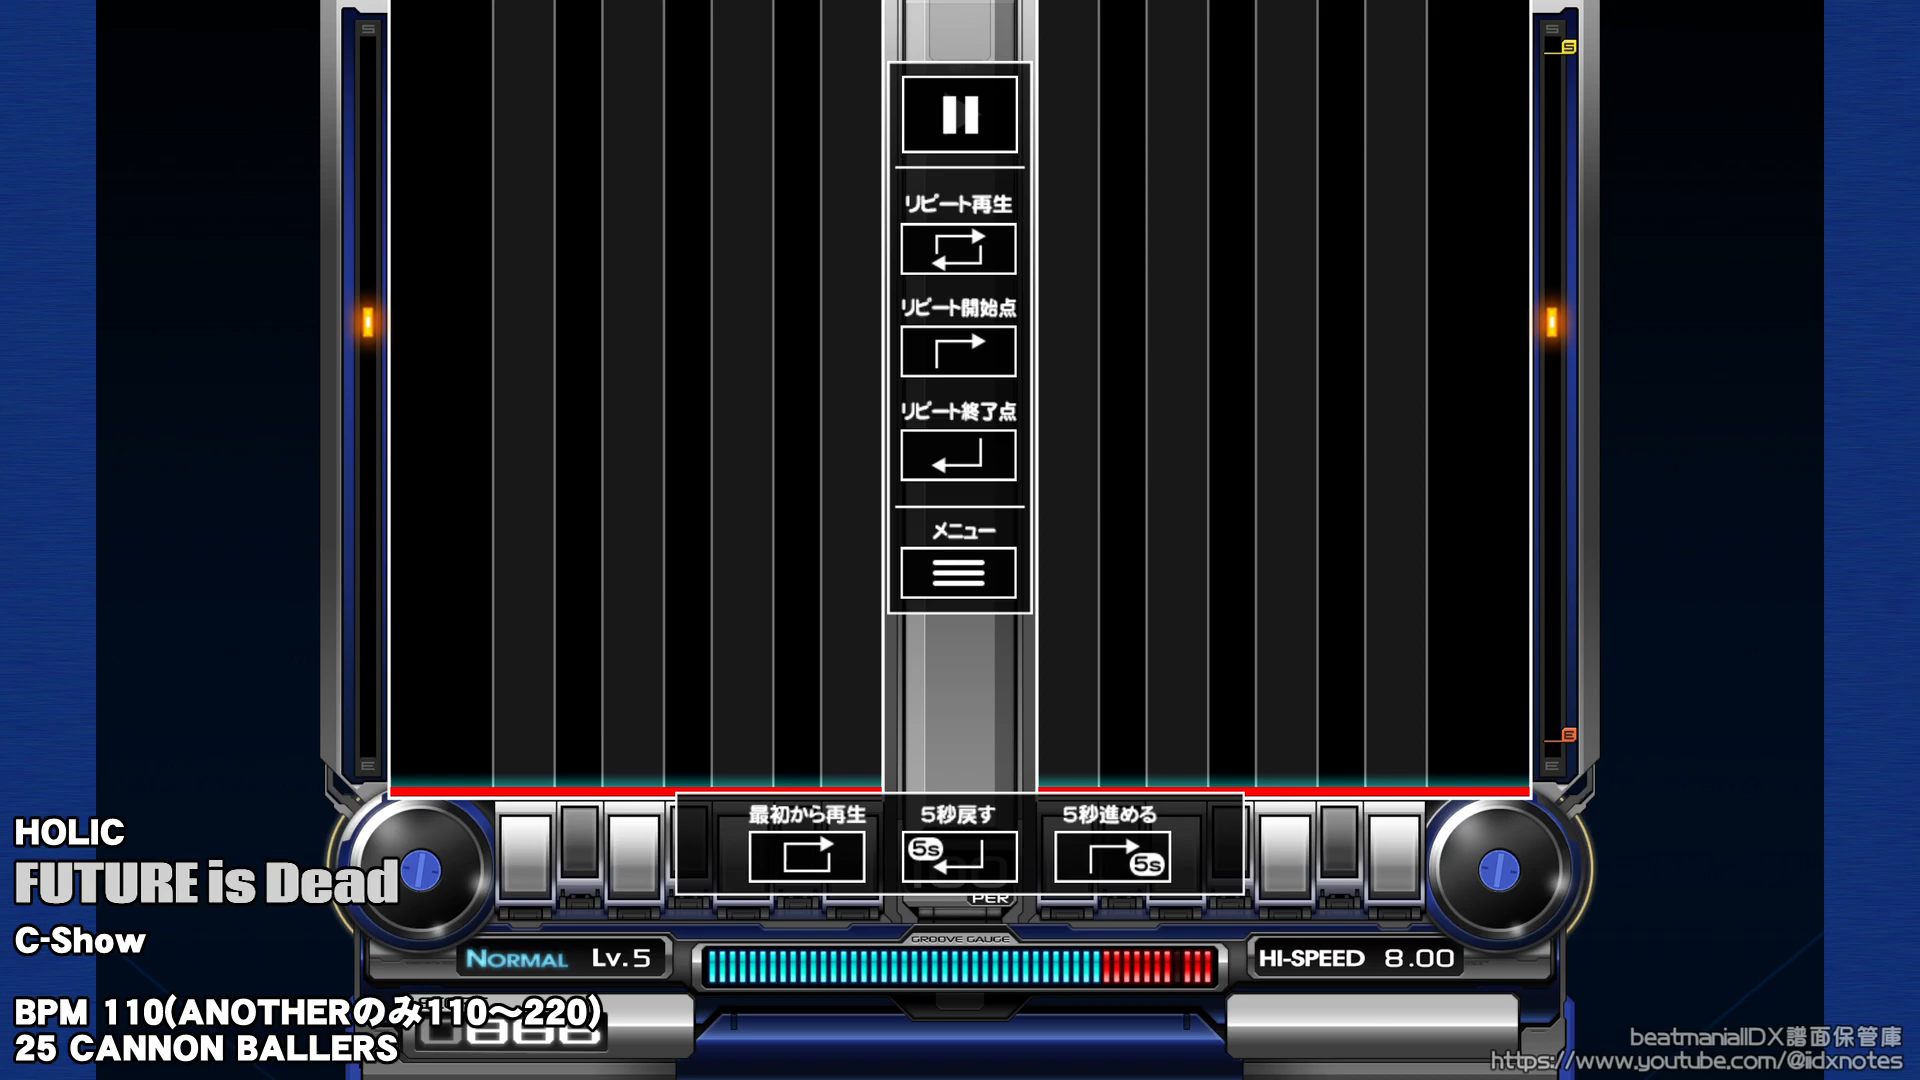 S
S
S
リピート再生
リピート開始点
リピート終了点
メニュー
E
E
E
最初から再生
5秒戻す
5秒進める
5s
5s
PER
HOLIC
FUTURE is Dead
C-Show
GROOVE GAUGE
NORMAL Lv.5
HI-SPEED 8.00
BPM 110(ANOTHERのみ110～220)
25 CANNON BALLERS
beatmaniaIIDX譜面保管庫
https://www.youtube.com/@iidxnotes